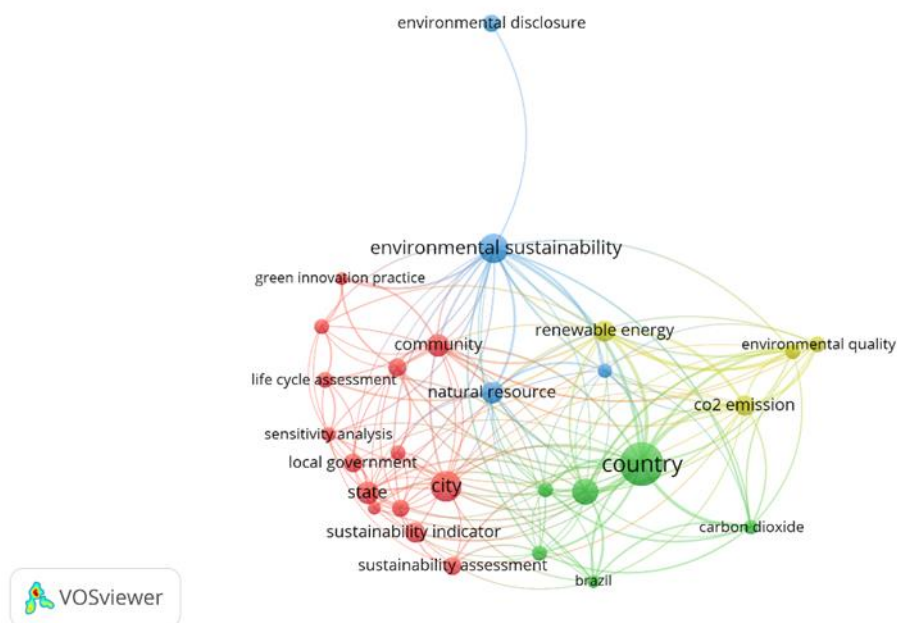 environmental disclosure
environmental sustainability
green innovation practice
renewable energy
community
environmental quality
life cycle assessment
natural resource
co2 emission
sensitivity analysis
local government
country
city
state
sustainability indicator
carbon dioxide
sustainability assessment
brazil
VOSviewer